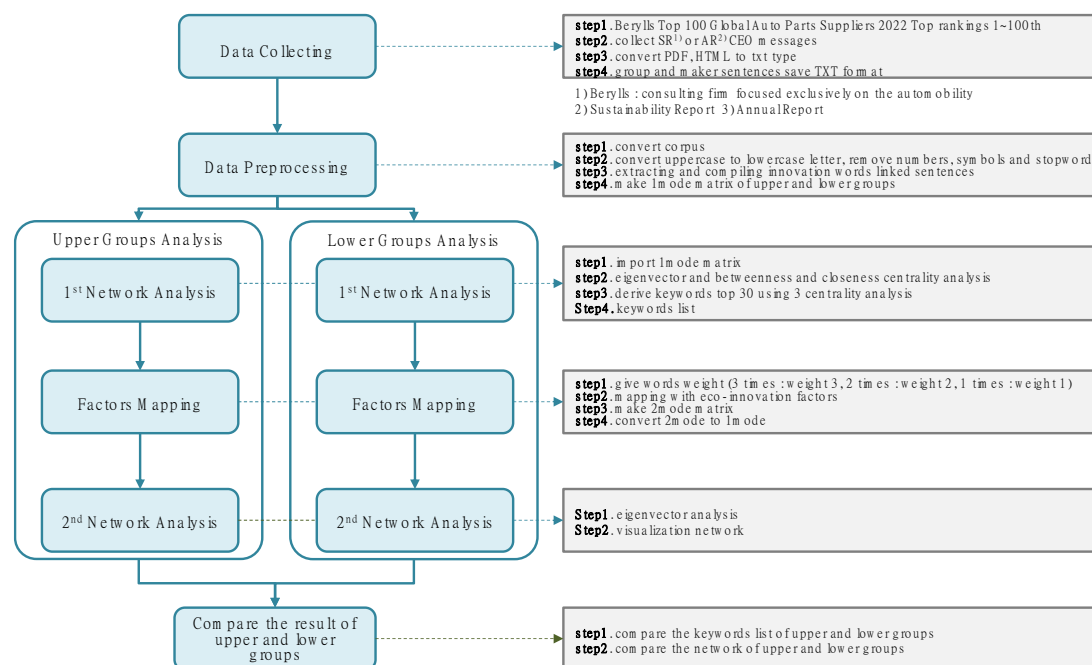 Data Collecting
step1. Berylls Top 100 Global Auto Parts Suppliers 2022 Top rankings 1~100th
step2. collect SR1) or AR2) CEO messages
step3. convert PDF, HTML to txt type
step4. group and maker sentences save TXT format
1) Berylls : consulting firm focused exclusively on the automobility
2) Sustainability Report 3) Annual Report
Data Preprocessing
step1. convert corpus
step2. convert uppercase to lowercase letter, remove numbers, symbols and stopword
step3. extracting and compiling innovation words linked sentences
step4. make 1mode matrix of upper and lower groups
Upper Groups Analysis
Lower Groups Analysis
1st Network Analysis
1st Network Analysis
step1. import 1mode matrix
step2. eigenvector and betweenness and closeness centrality analysis
step3. derive keywords top 30 using 3 centrality analysis
Step4. keywords list
Factors Mapping
Factors Mapping
step1. give words weight (3 times : weight 3, 2 times : weight 2, 1 times : weight 1)
step2. mapping with eco-innovation factors
step3. make 2mode matrix
step4. convert 2mode to 1mode
2nd Network Analysis
2nd Network Analysis
Step1. eigenvector analysis
Step2. visualization network
Compare the result of
upper and lower
groups
step1. compare the keywords list of upper and lower groups
step2. compare the network of upper and lower groups